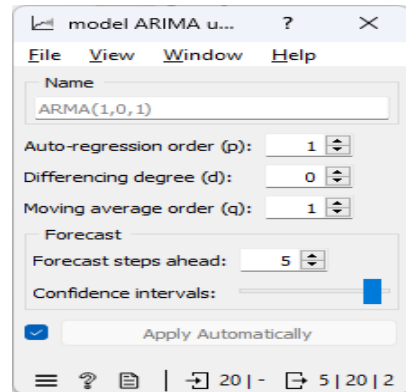 model ARIMA u... ?
File View Window Help
Name
ARMA(1,0,1)
Auto-regression order (p): 1
Differencing degree (d): 0
Moving average order (q): 1
Forecast
Forecast steps ahead: 5
Confidence intervals:
Apply Automatically
? | 20 | - 5 | 20 | 2